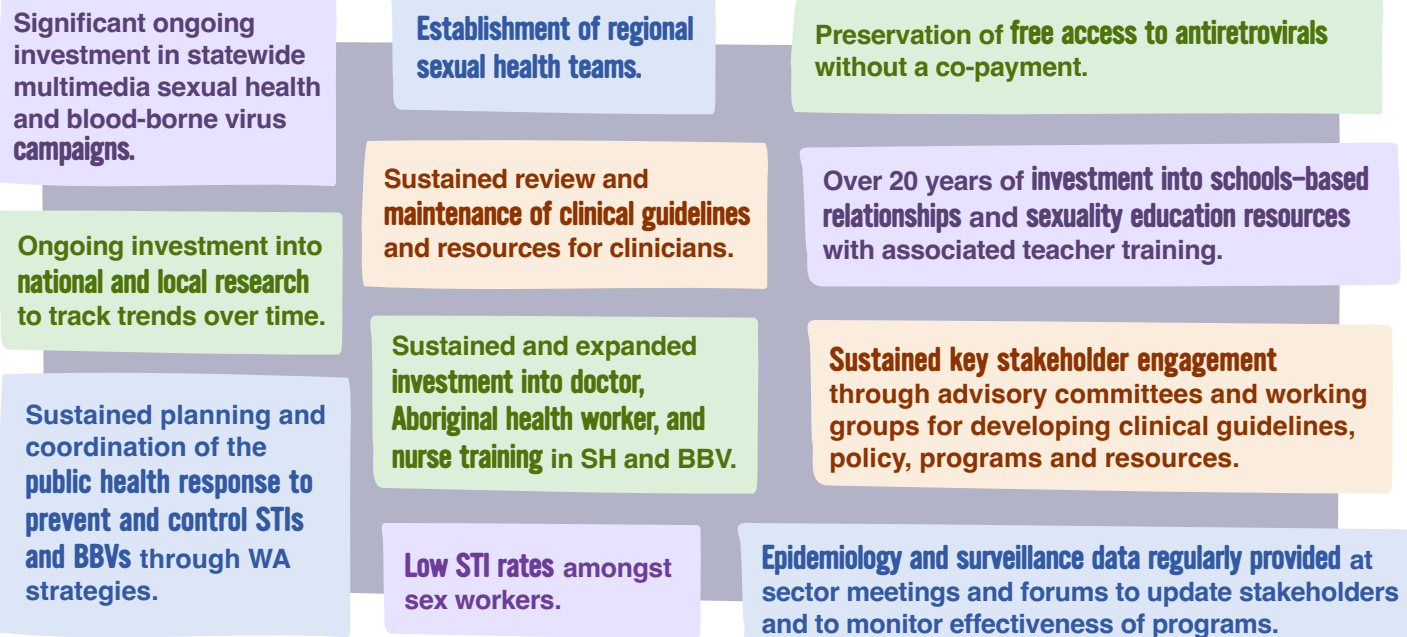 Significant ongoing
investment in statewide
multimedia sexual health
and blood-borne virus
campaigns.
Establishment of regional
sexual health teams.
Preservation of free access to antiretrovirals
without a co-payment.
Sustained review and
maintenance of clinical guidelines
and resources for clinicians.
Over 20 years of investment into schools-based
relationships and sexuality education resources
with associated teacher training.
Ongoing investment into
national and local research
to track trends over time.
Sustained and expanded
investment into doctor,
Aboriginal health worker, and
nurse training in SH and BBV.
Sustained key stakeholder engagement
through advisory committees and working
groups for developing clinical guidelines,
policy, programs and resources.
Sustained planning and
coordination of the
public health response to
prevent and control STIs
and BBVs through WA
strategies.
Low STI rates amongst
sex workers.
Epidemiology and surveillance data regularly provided at
sector meetings and forums to update stakeholders
and to monitor effectiveness of programs.